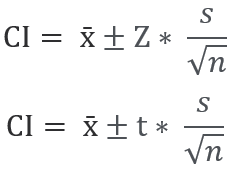 CI = x̄ ± Z * s/√n
CI = x̄ ± t * s/√n